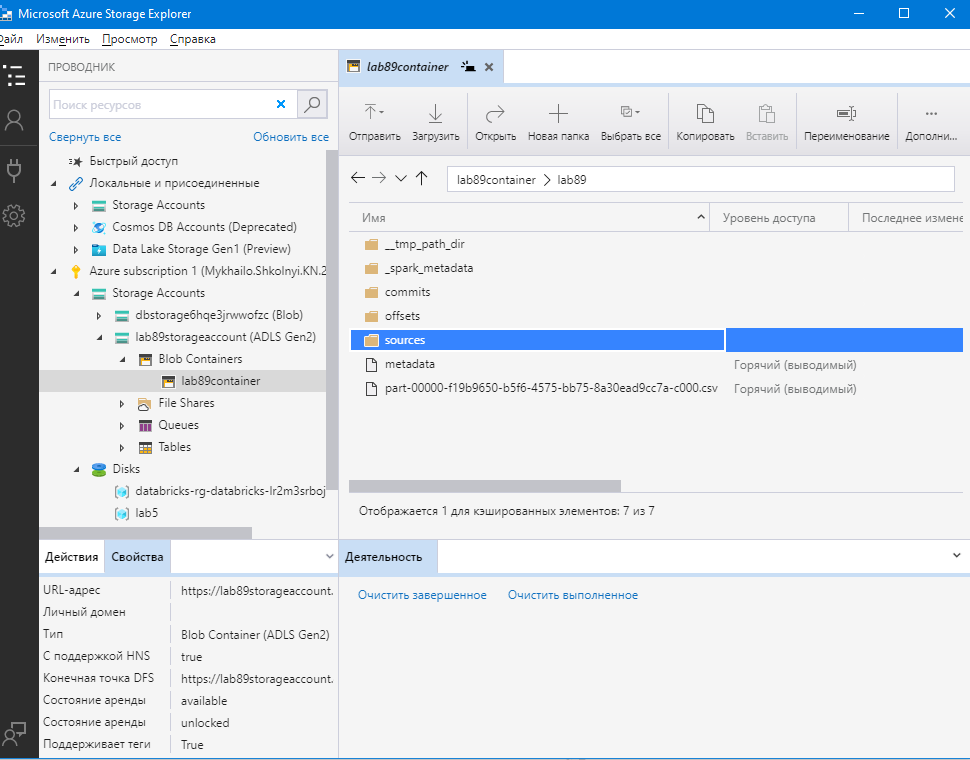 Microsoft Azure Storage Explorer
Файл Изменить Просмотр Справка
ПРОВОДНИК
Поиск ресурсов
Свернуть все Обновить все
Быстрый доступ
Локальные и присоединенные
Storage Accounts
Cosmos DB Accounts (Deprecated)
Data Lake Storage Gen1 (Preview)
Azure subscription 1 (Mykhailo.Shkolnyi.KN.2
Storage Accounts
dbstorage6hqe3jrwwofzc (Blob)
lab89storageaccount (ADLS Gen2)
Blob Containers
lab89container
File Shares
Queues
Tables
Disks
databricks-rg-databricks-lr2m3srboj
lab5
Действия Свойства
URL-адрес https://lab89storageaccount.
Личный домен
Тип Blob Container (ADLS Gen2)
С поддержкой HNS true
Конечная точка DFS https://lab89storageaccount.
Состояние аренды available
Состояние аренды unlocked
Поддерживает теги True
lab89container
Отправить Загрузить Открыть Новая папка Выбрать все Копировать Вставить Переименование Дополни...
lab89container lab89
Имя Уровень доступа Последнее измене
__tmp_path_dir
_spark_metadata
commits
offsets
sources
metadata Горячий (выводимый)
part-00000-f19b9650-b5f6-4575-bb75-8a30ead9cc7a-c000.csv Горячий (выводимый)
Отображается 1 для кэшированных элементов: 7 из 7
Деятельность
Очистить завершенное Очистить выполненное